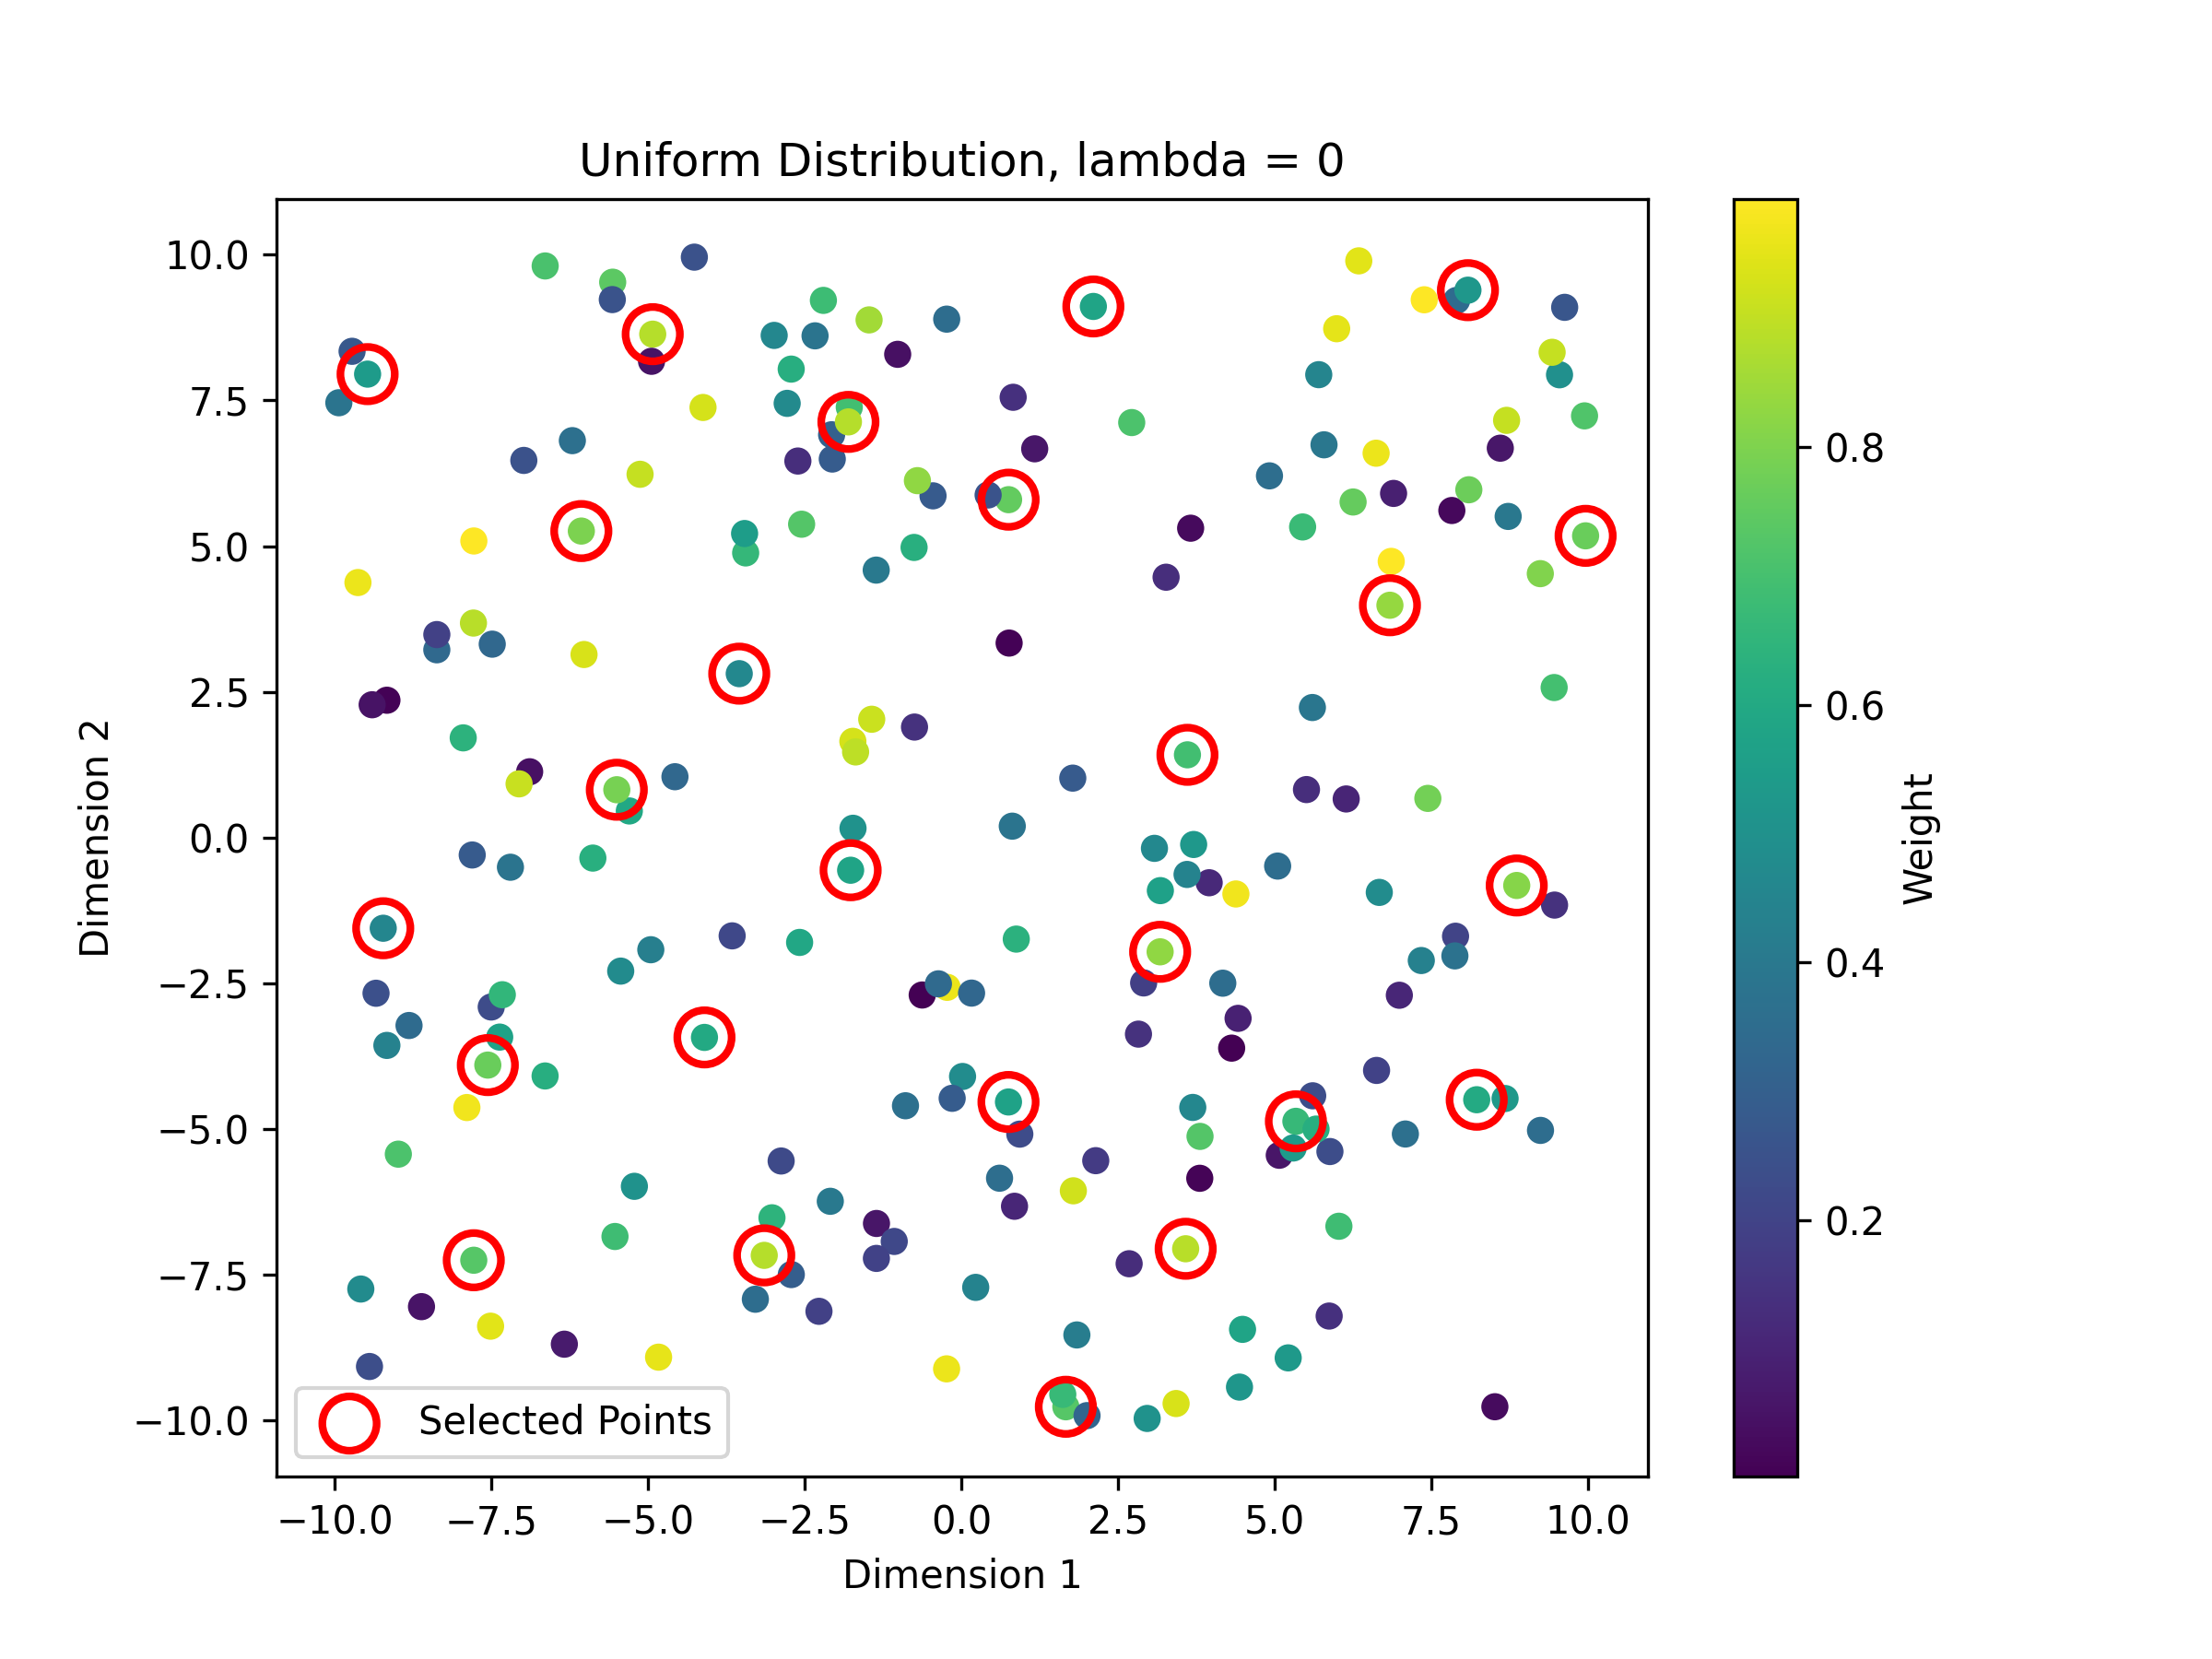 Uniform Distribution, lambda = 0
10.0
7.5
5.0
2.5
0.0
−2.5
−5.0
−7.5
−10.0
Dimension 2
Selected Points
−10.0 −7.5 −5.0 −2.5 0.0 2.5 5.0 7.5 10.0
Dimension 1
0.8
0.6
0.4
0.2
Weight